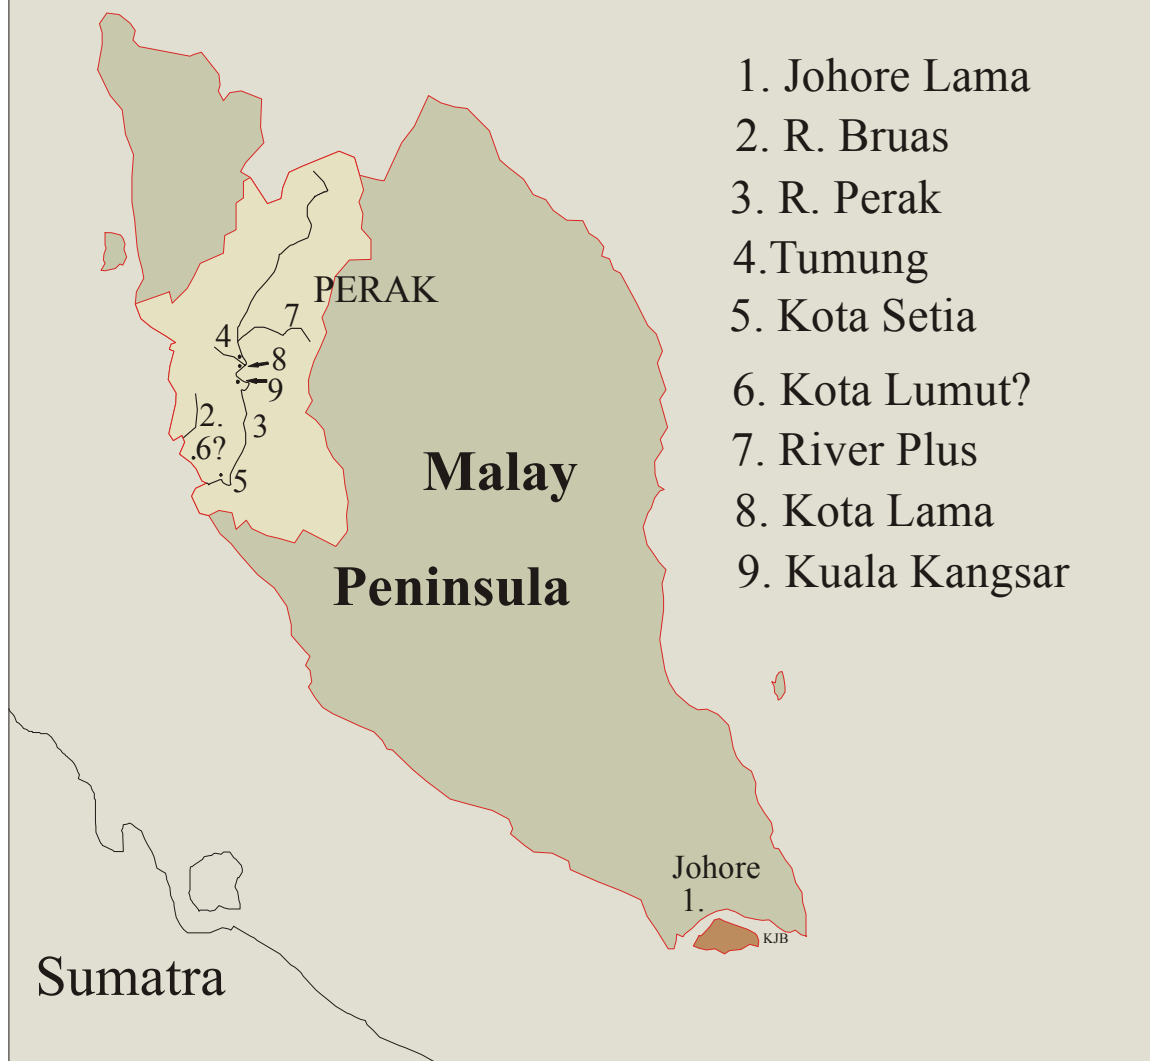 1. Johore Lama
2. R. Bruas
3. R. Perak
4.Tumung
5. Kota Setia
6. Kota Lumut?
7. River Plus
8. Kota Lama
9. Kuala Kangsar
PERAK
7
4
8
9
2.
3
.6?
5
Malay
Peninsula
Johore
1.
KJB
Sumatra